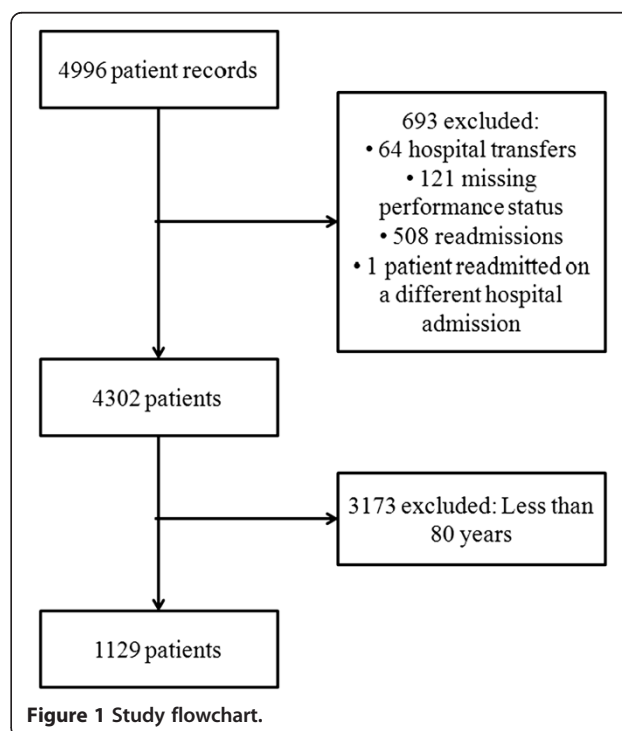 4996 patient records
693 excluded:
• 64 hospital transfers
• 121 missing
performance status
• 508 readmissions
• 1 patient readmitted on
a different hospital
admission
4302 patients
3173 excluded: Less than
80 years
1129 patients
Figure 1 Study flowchart.